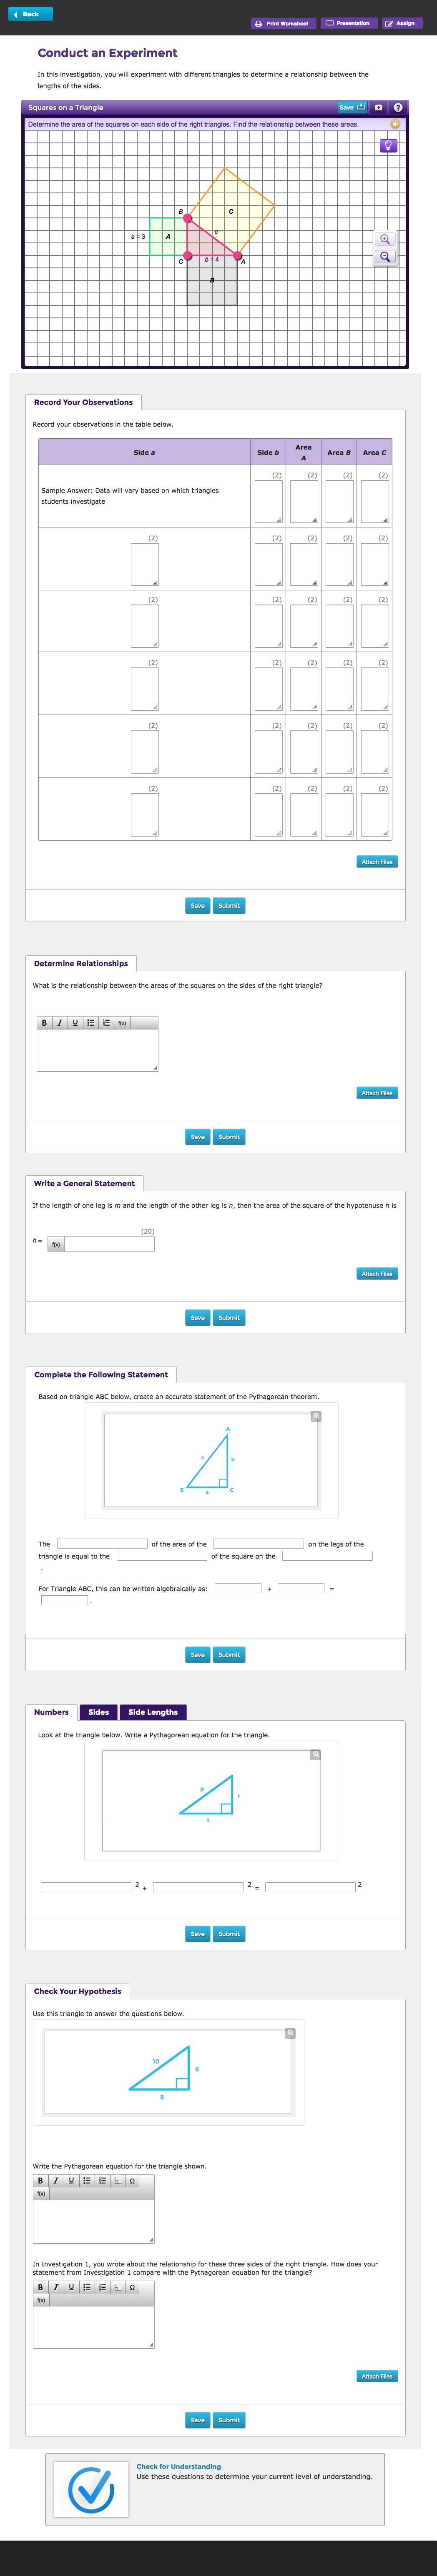 Back
Print Worksheet
Presentation
Assign
Conduct an Experiment
In this investigation, you will experiment with different triangles to determine a relationship between the
lengths of the sides.
Squares on a Triangle
Save
?
Determine the area of the squares on each side of the right triangles. Find the relationship between these areas.
B
C
a = 3
A
c
C
b = 4
A
B
Record Your Observations
Record your observations in the table below.
Side a
Side b
Area A
Area B
Area C
Sample Answer: Data will vary based on which triangles
students investigate
(2) (2) (2) (2)
(2) (2) (2) (2) (2)
(2) (2) (2) (2) (2)
(2) (2) (2) (2) (2)
(2) (2) (2) (2) (2)
(2) (2) (2) (2) (2)
Attach Files
Save Submit
Determine Relationships
What is the relationship between the areas of the squares on the sides of the right triangle?
B I U f(x)
Attach Files
Save Submit
Write a General Statement
If the length of one leg is m and the length of the other leg is n, then the area of the square of the hypotenuse h is
(20)
h = f(x)
Attach Files
Save Submit
Complete the Following Statement
Based on triangle ABC below, create an accurate statement of the Pythagorean theorem.
A
c
b
B
a
C
The of the area of the on the legs of the
triangle is equal to the of the square on the
.
For Triangle ABC, this can be written algebraically as: + =
.
Save Submit
Numbers Sides Side Lengths
Look at the triangle below. Write a Pythagorean equation for the triangle.
p
r
t
2 + 2 = 2
Save Submit
Check Your Hypothesis
Use this triangle to answer the questions below.
10
6
8
Write the Pythagorean equation for the triangle shown.
B I U Ω
f(x)
In Investigation 1, you wrote about the relationship for these three sides of the right triangle. How does your
statement from Investigation 1 compare with the Pythagorean equation for the triangle?
B I U Ω
f(x)
Attach Files
Save Submit
Check for Understanding
Use these questions to determine your current level of understanding.